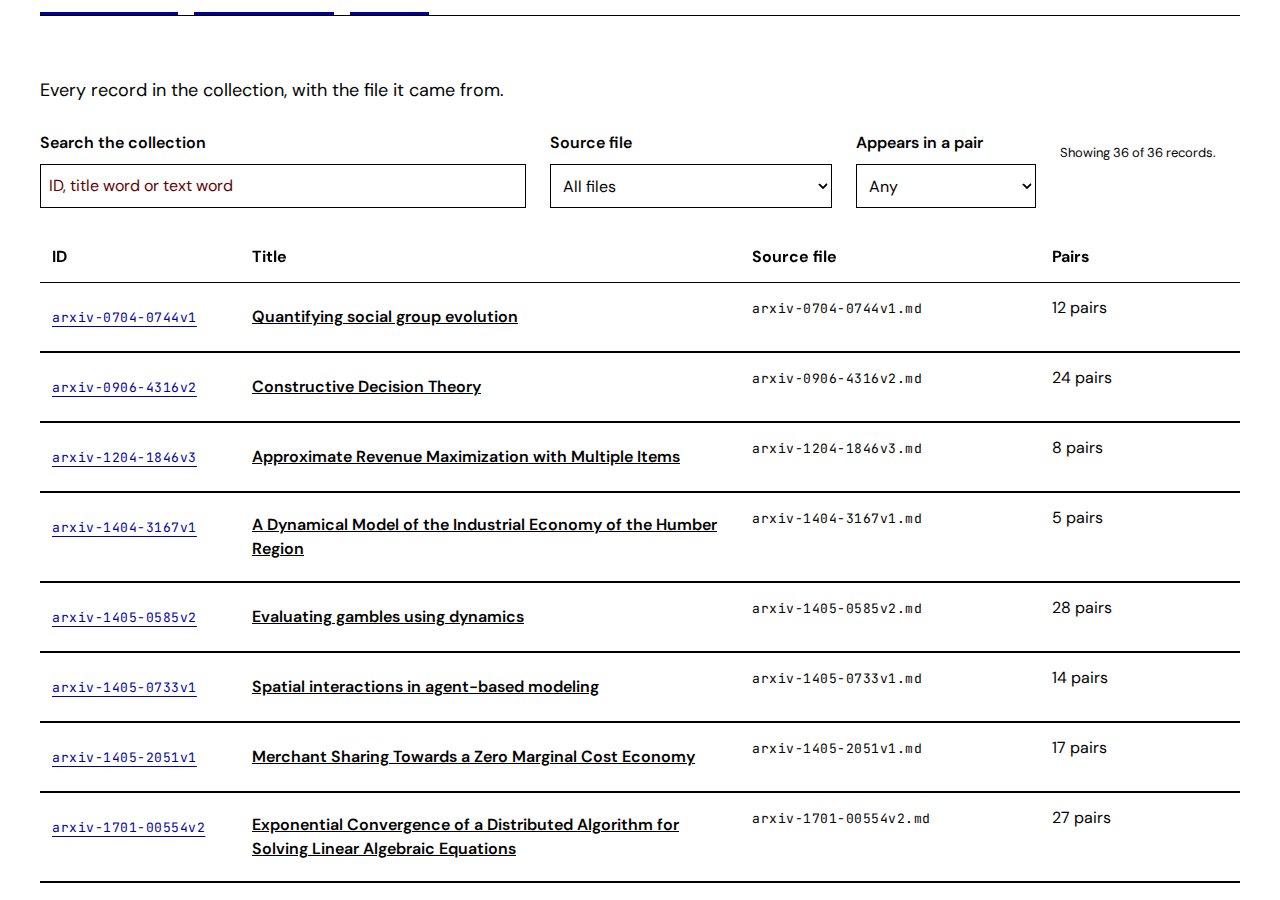 Every record in the collection, with the file it came from.
Search the collection
Source file
Appears in a pair
Showing 36 of 36 records.
ID, title word or text word
All files
Any
ID Title Source file Pairs
arxiv-0704-0744v1 Quantifying social group evolution arxiv-0704-0744v1.md 12 pairs
arxiv-0906-4316v2 Constructive Decision Theory arxiv-0906-4316v2.md 24 pairs
arxiv-1204-1846v3 Approximate Revenue Maximization with Multiple Items arxiv-1204-1846v3.md 8 pairs
arxiv-1404-3167v1 A Dynamical Model of the Industrial Economy of the Humber arxiv-1404-3167v1.md 5 pairs
Region
arxiv-1405-0585v2 Evaluating gambles using dynamics arxiv-1405-0585v2.md 28 pairs
arxiv-1405-0733v1 Spatial interactions in agent-based modeling arxiv-1405-0733v1.md 14 pairs
arxiv-1405-2051v1 Merchant Sharing Towards a Zero Marginal Cost Economy arxiv-1405-2051v1.md 17 pairs
arxiv-1701-00554v2 Exponential Convergence of a Distributed Algorithm for arxiv-1701-00554v2.md 27 pairs
Solving Linear Algebraic Equations